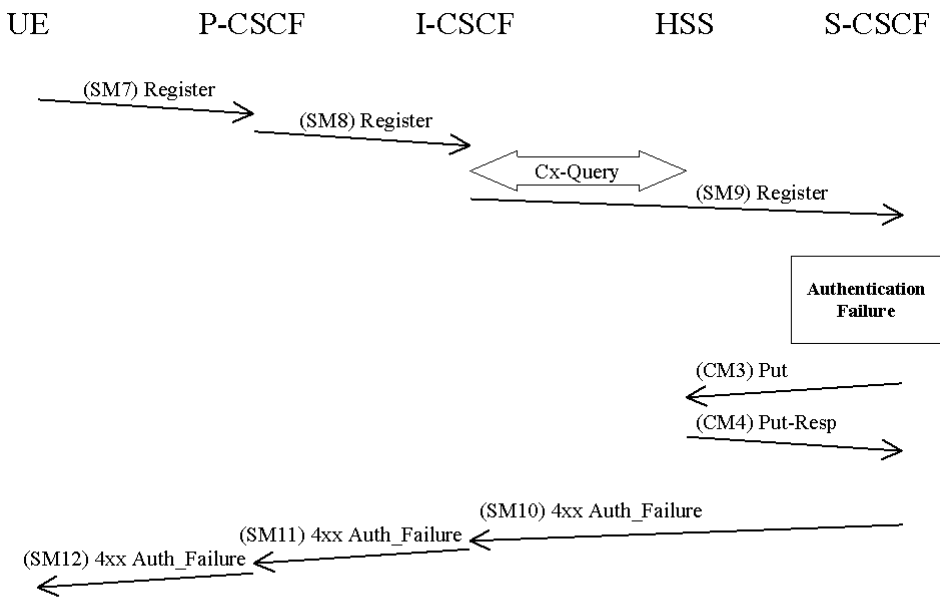 UE P-CSCF I-CSCF HSS S-CSCF
(SM7) Register
(SM8) Register
Cx-Query
(SM9) Register
Authentication
Failure
(CM3) Put
(CM4) Put-Resp
(SM10) 4xx Auth_Failure
(SM11) 4xx Auth_Failure
(SM12) 4xx Auth_Failure